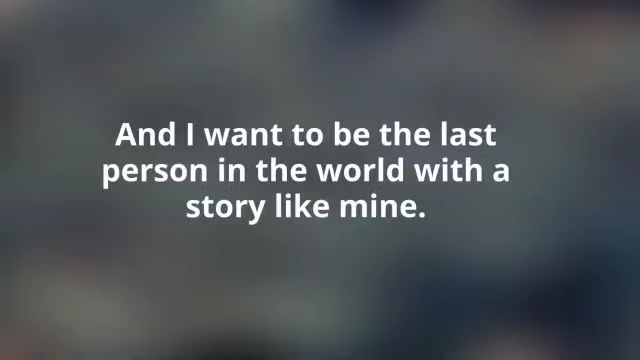 And I want to be the last
person in the world with a
story like mine.